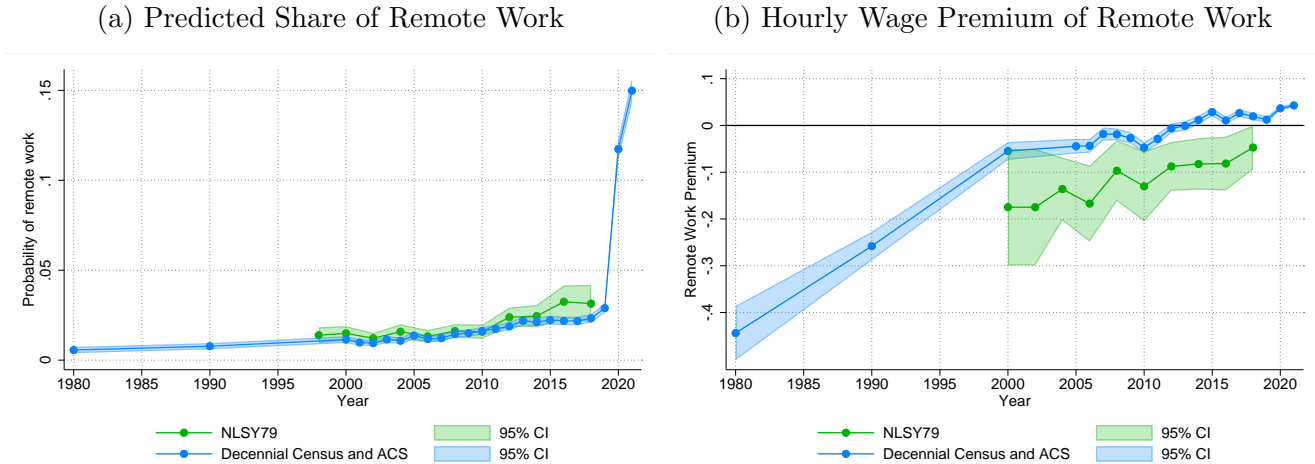 (a) Predicted Share of Remote Work
.15
.1
.05
0
Probability of remote work
1980 1985 1990 1995 2000 2005 2010 2015 2020
Year
NLSY79 95% CI
Decennial Census and ACS 95% CI
(b) Hourly Wage Premium of Remote Work
.1
0
-.1
-.2
-.3
-.4
Remote Work Premium
1980 1985 1990 1995 2000 2005 2010 2015 2020
Year
NLSY79 95% CI
Decennial Census and ACS 95% CI